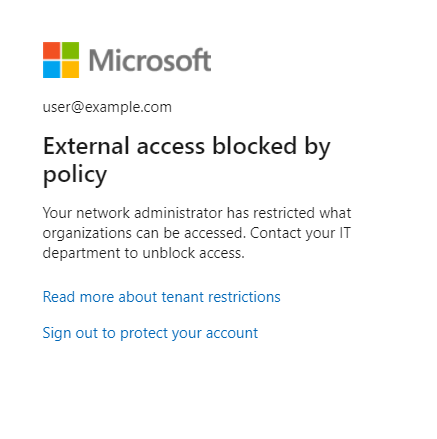 Microsoft
user@example.com
External access blocked by
policy
Your network administrator has restricted what
organizations can be accessed. Contact your IT
department to unblock access.
Read more about tenant restrictions
Sign out to protect your account